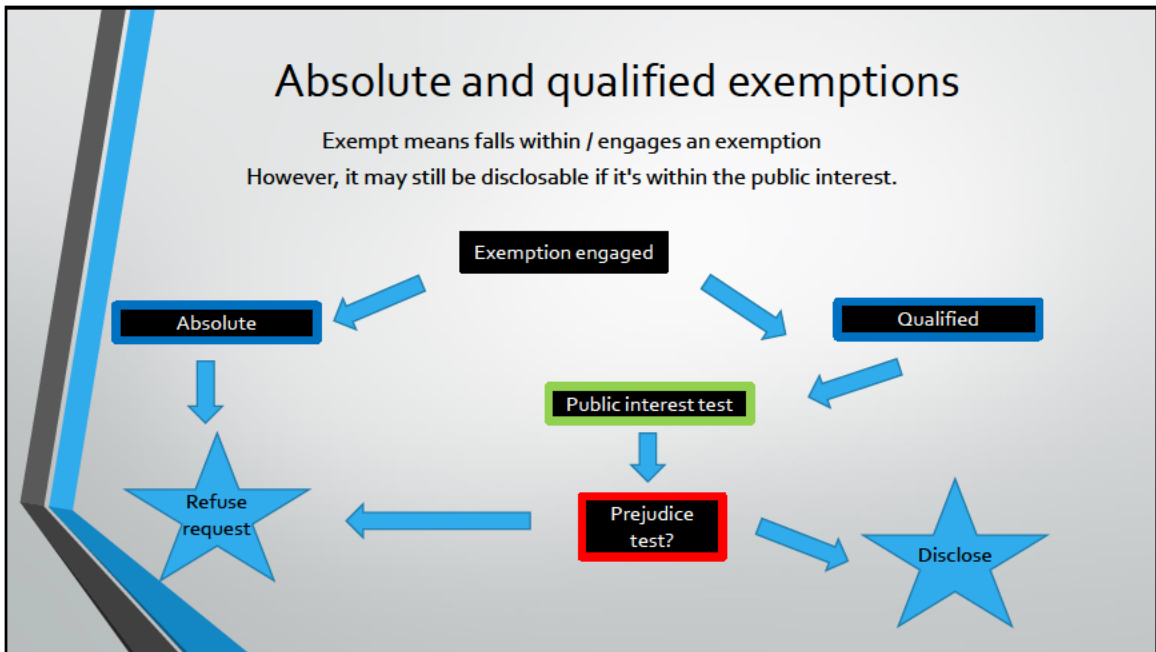 Absolute and qualified exemptions
Exempt means falls within / engages an exemption
However, it may still be disclosable if it's within the public interest.
Exemption engaged
Absolute
Qualified
Public interest test
Refuse
request
Prejudice
test?
Disclose